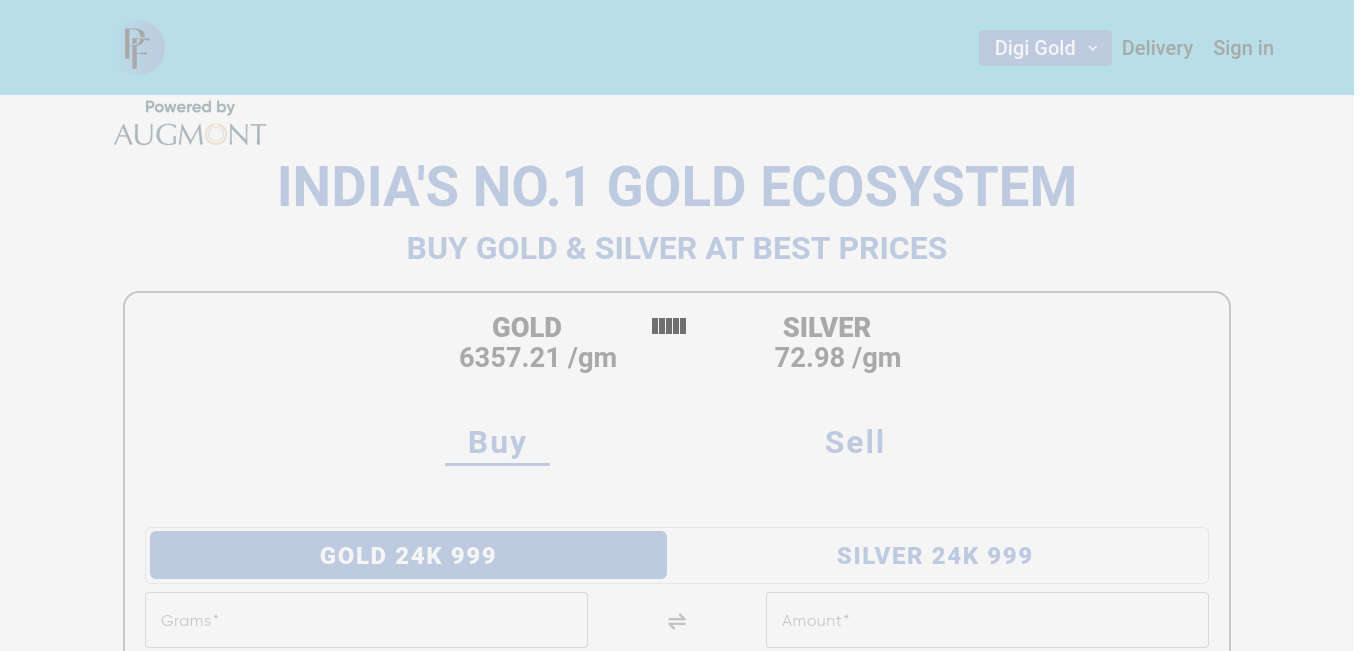 PF
Digi Gold
Delivery
Sign in
Powered by
AUGMONT
INDIA'S NO.1 GOLD ECOSYSTEM
BUY GOLD & SILVER AT BEST PRICES
GOLD
SILVER
6357.21 /gm
72.98 /gm
Buy
Sell
GOLD 24K 999
SILVER 24K 999
Grams*
Amount*